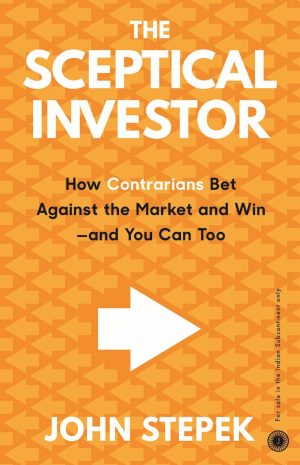 THE
SCEPTICAL
INVESTOR
How Contrarians Bet
Against the Market and Win
—and You Can Too
For sale in the Indian Subcontinent only
JOHN STEPEK